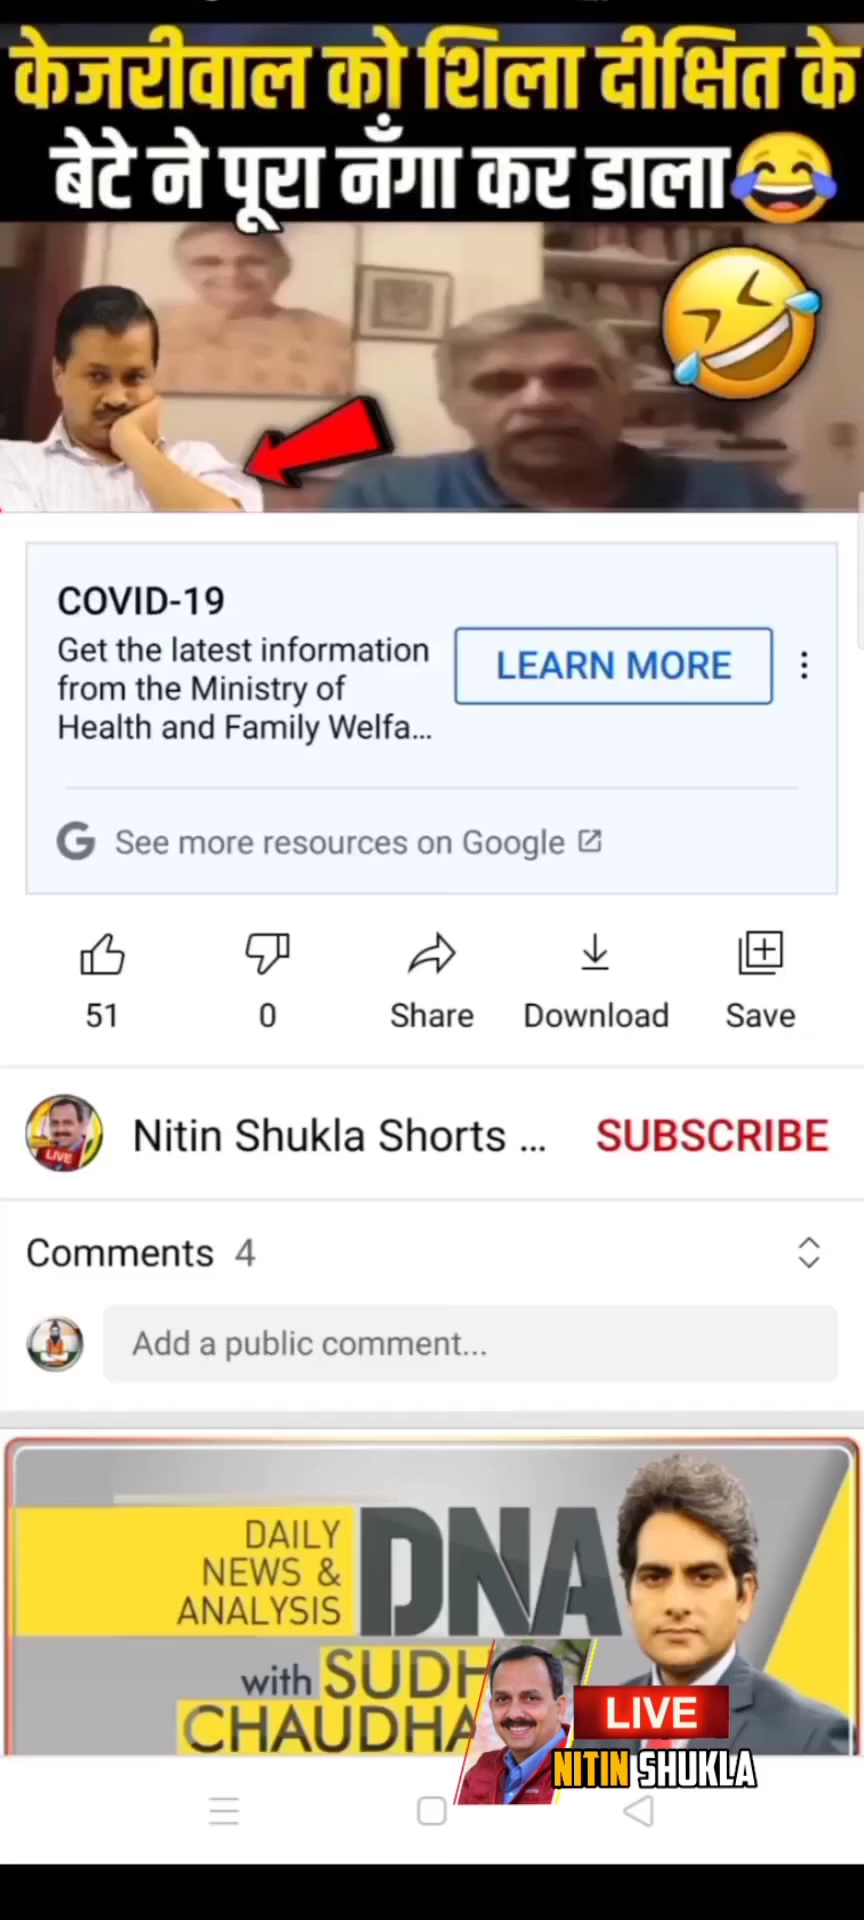 केजरीवाल को शिला दीक्षित के
बेटे ने पूरा नँगा कर डाला
COVID-19
Get the latest information
from the Ministry of
Health and Family Welfa...
LEARN MORE
See more resources on Google
51
0
Share
Download
Save
LIVE
Nitin Shukla Shorts ...
SUBSCRIBE
Comments 4
Add a public comment...
DAILY
NEWS &
ANALYSIS
DNA
with SUDH
CHAUDHA
LIVE
NITIN SHUKLA